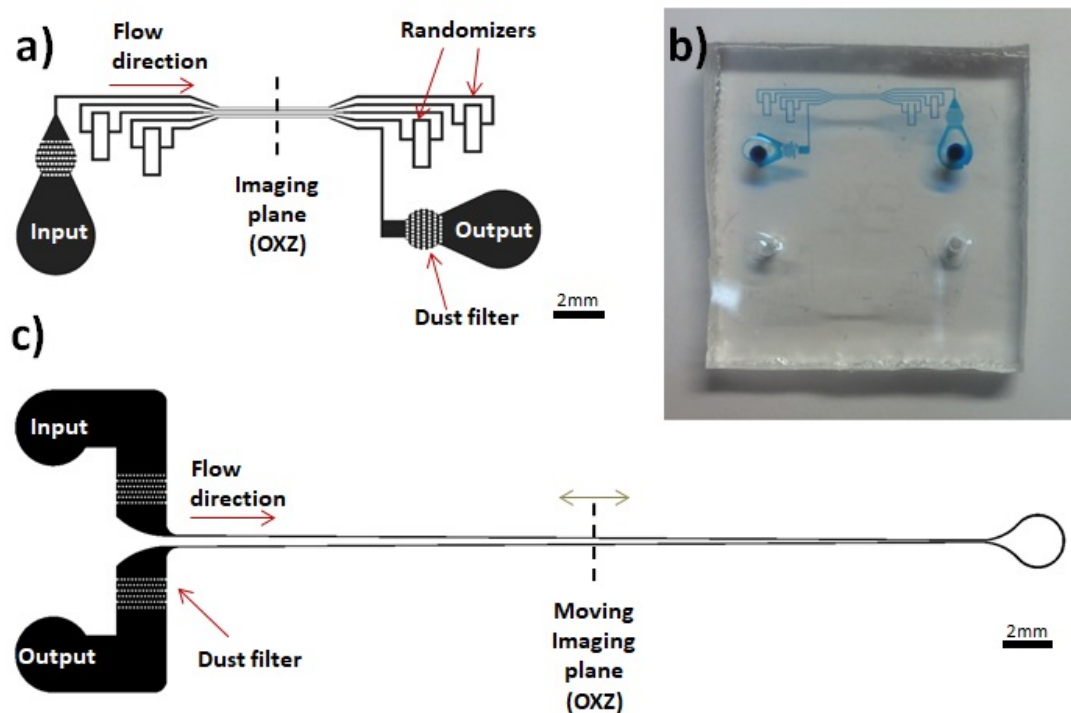 a)
Flow
direction
Randomizers
Imaging
plane
(OXZ)
Input
Output
Dust filter
2mm
b)
c)
Input
Flow
direction
Output
Dust filter
Moving
Imaging
plane
(OXZ)
2mm